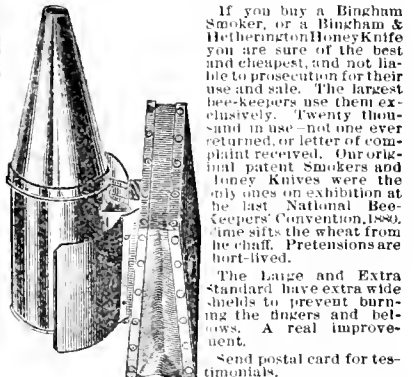 If you buy a Bingham
Smoker, or a Bingham &
Hetherington Honey Knife
you are sure of the best
and cheapest, and not lia-
ble to prosecution for their
use and sale. The largest
bee-keepers use them ex-
clusively. Twenty thou-
sand in use—not one ever
returned, or letter of com-
plaint received. Our orig-
inal patent Smokers and
Honey Knives were the
only ones on exhibition at
the last National Bee-
Keepers' Convention, 1880.
Time sifts the wheat from
the chaff. Pretensions are
short-lived.
The Large and Extra
Standard have extra wide
shields to prevent burn-
ing the fingers and bel-
lows. A real improve-
ment.
Send postal card for tes-
timonials.